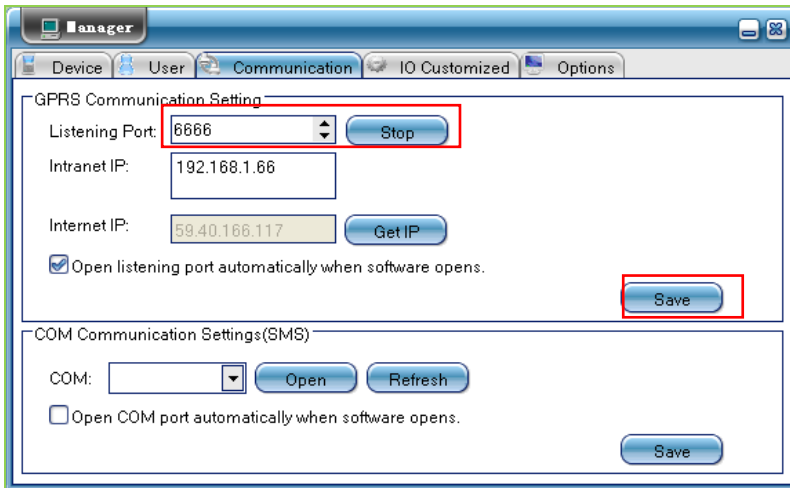 Manager
Device User Communication IO Customized Options
GPRS Communication Setting
Listening Port: 6666 Stop
Intranet IP: 192.168.1.66
Internet IP: 59.40.166.117 Get IP
Open listening port automatically when software opens.
Save
COM Communication Settings(SMS)
COM: Open Refresh
Open COM port automatically when software opens.
Save